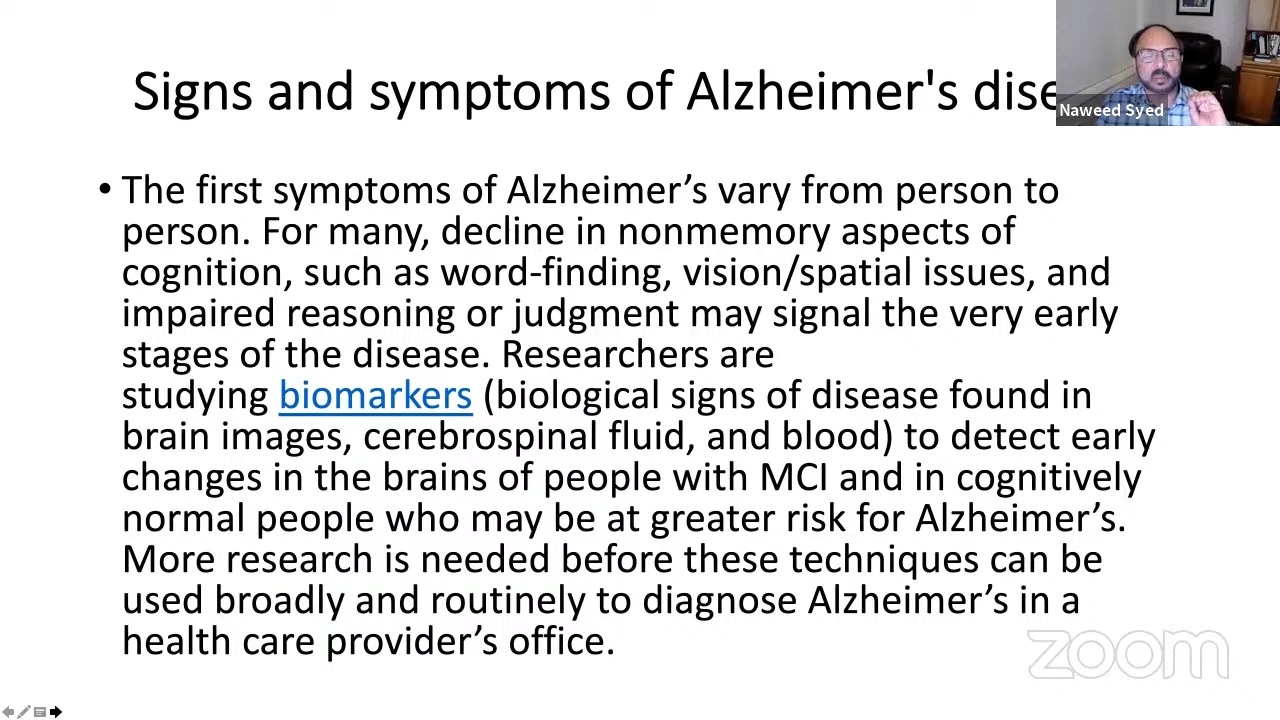 Signs and symptoms of Alzheimer's dise
Naweed Syed
• The first symptoms of Alzheimer’s vary from person to
person. For many, decline in nonmemory aspects of
cognition, such as word-finding, vision/spatial issues, and
impaired reasoning or judgment may signal the very early
stages of the disease. Researchers are
studying biomarkers (biological signs of disease found in
brain images, cerebrospinal fluid, and blood) to detect early
changes in the brains of people with MCI and in cognitively
normal people who may be at greater risk for Alzheimer’s.
More research is needed before these techniques can be
used broadly and routinely to diagnose Alzheimer’s in a
health care provider’s office.
zoom